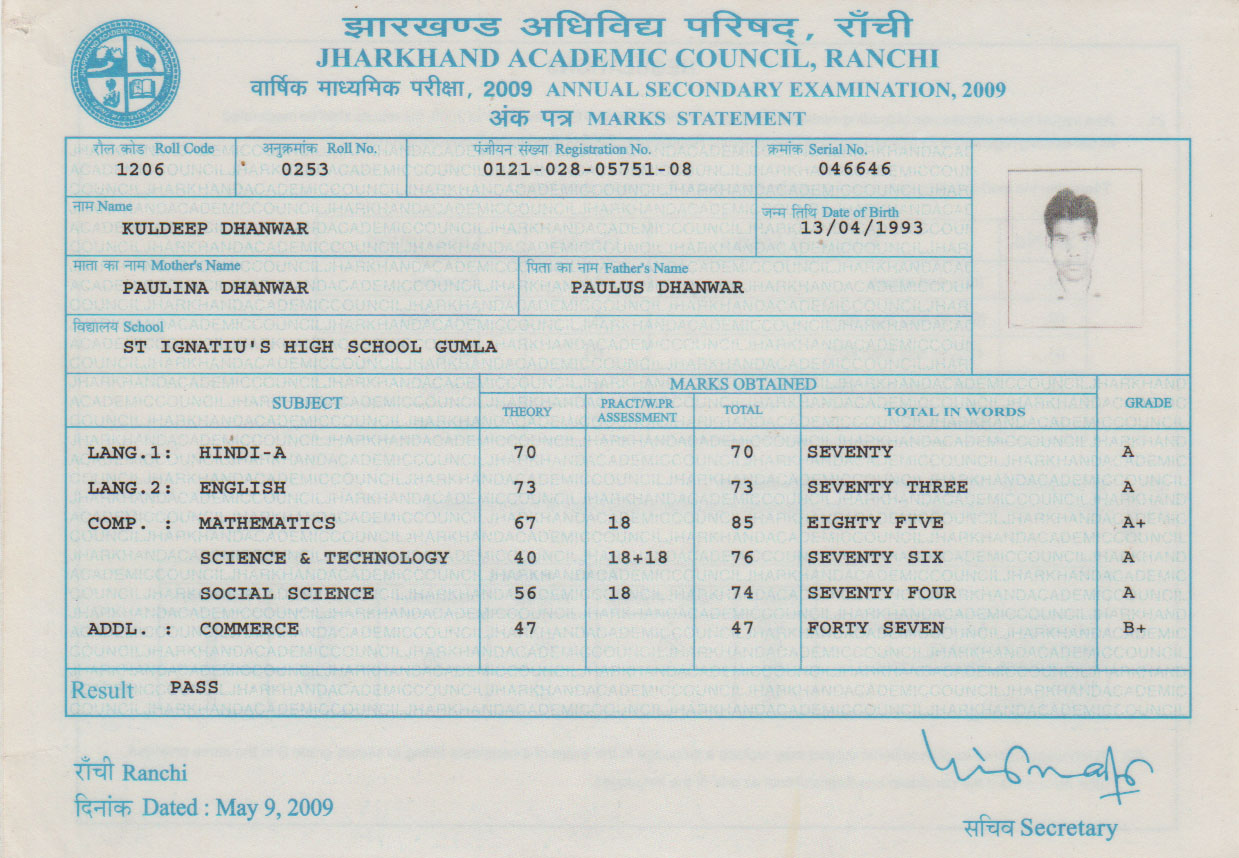 झारखण्ड अधिविद्य परिषद्, राँची
JHARKHAND ACADEMIC COUNCIL, RANCHI
वार्षिक माध्यमिक परीक्षा, 2009 ANNUAL SECONDARY EXAMINATION, 2009
अंक पत्र MARKS STATEMENT
रौल कोड Roll Code अनुक्रमांक Roll No. पंजीयन संख्या Registration No. क्रमांक Serial No.
1206 0253 0121-028-05751-08 046646
नाम Name जन्म तिथि Date of Birth
KULDEEP DHANWAR 13/04/1993
माता का नाम Mother's Name पिता का नाम Father's Name
PAULINA DHANWAR PAULUS DHANWAR
विद्यालय School
ST IGNATIU'S HIGH SCHOOL GUMLA
MARKS OBTAINED
SUBJECT THEORY PRACT/W.PR ASSESSMENT TOTAL TOTAL IN WORDS GRADE
LANG.1: HINDI-A 70 70 SEVENTY A
LANG.2: ENGLISH 73 73 SEVENTY THREE A
COMP. : MATHEMATICS 67 18 85 EIGHTY FIVE A+
SCIENCE & TECHNOLOGY 40 18+18 76 SEVENTY SIX A
SOCIAL SCIENCE 56 18 74 SEVENTY FOUR A
ADDL. : COMMERCE 47 47 FORTY SEVEN B+
Result PASS
राँची Ranchi
दिनांक Dated : May 9, 2009
सचिव Secretary